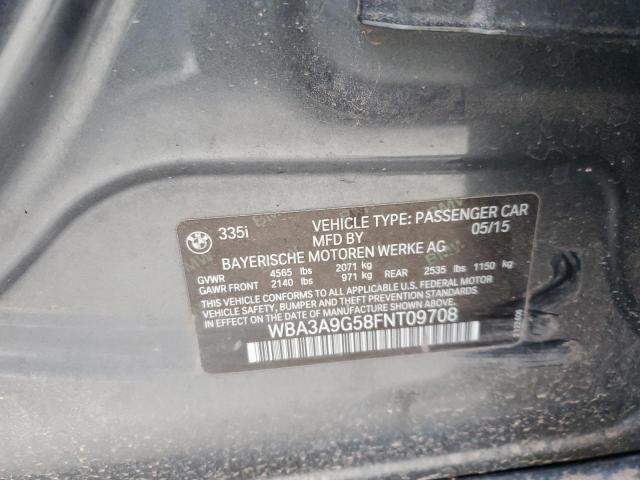 335i VEHICLE TYPE: PASSENGER CAR
MFD BY 05/15
BAYERISCHE MOTOREN WERKE AG
GVWR 4565 lbs 2071 kg
GAWR FRONT 2140 lbs 971 kg REAR 2535 lbs 1150 kg
THIS CAR CONFORMS TO ALL APPLICABLE U.S. FEDERAL MOTOR
VEHICLE SAFETY, BUMPER AND THEFT PREVENTION STANDARDS
IN EFFECT ON THE DATE OF MANUFACTURE SHOWN ABOVE.
WBA3A9G58FNT09708